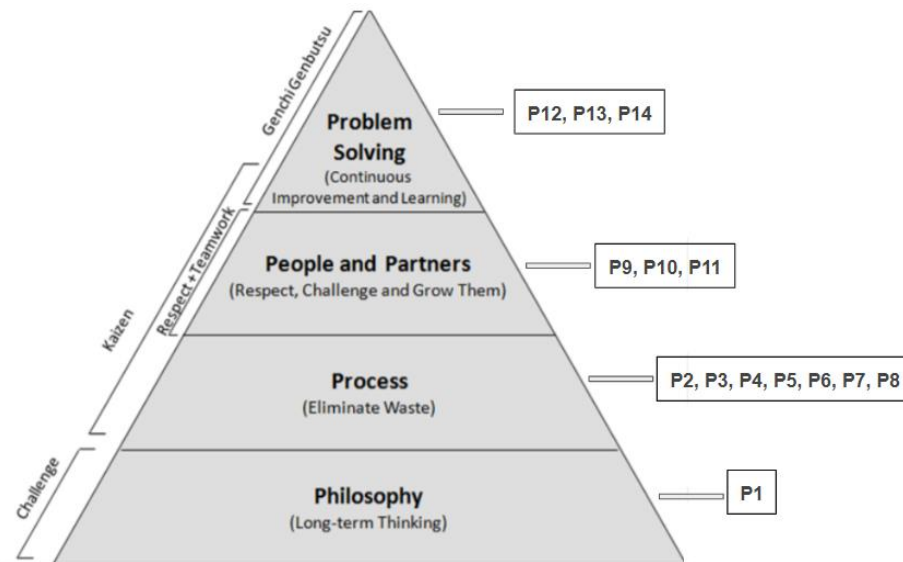 Genchi Genbutsu
Problem
Solving
(Continuous
Improvement and Learning)
P12, P13, P14
Respect +Teamwork
People and Partners
(Respect, Challenge and Grow Them)
P9, P10, P11
Kaizen
Process
(Eliminate Waste)
P2, P3, P4, P5, P6, P7, P8
Challenge
Philosophy
(Long-term Thinking)
P1